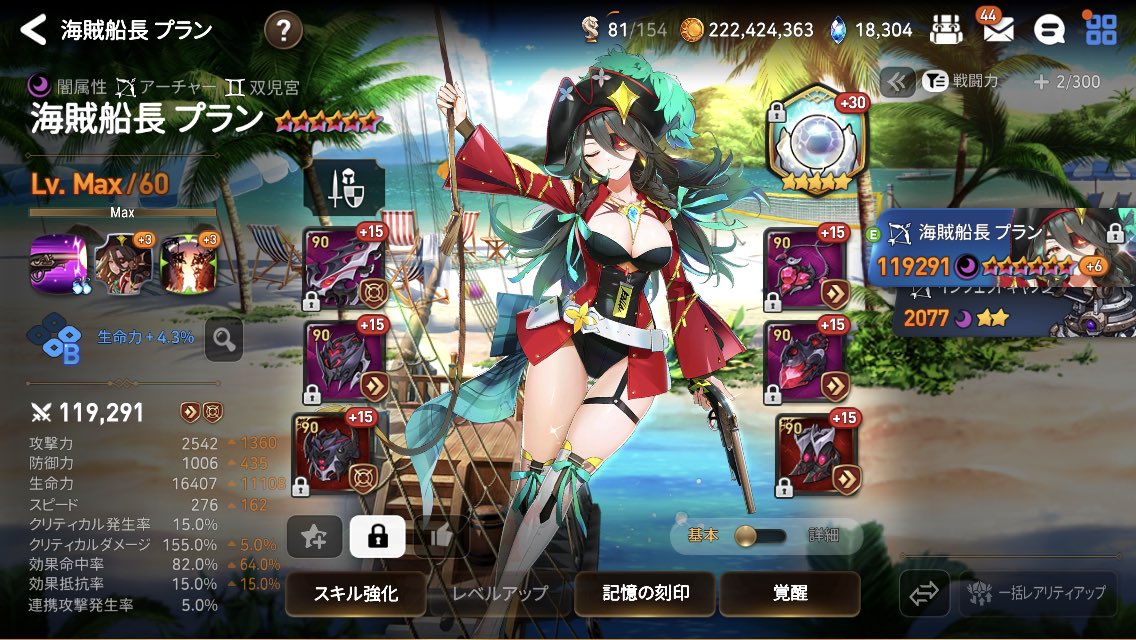 海賊船長 プラン
?
81/154
222,424,363
18,304
44
闇属性 アーチャー 双児宮
海賊船長 プラン
戦闘力
+ 2/300
Lv. Max/60
Max
+3
+3
B
生命力 + 4.3%
119,291
攻撃力 2542 1360
防御力 1006 435
生命力 16407 11108
スピード 276 162
クリティカル発生率 15.0%
クリティカルダメージ 155.0% 5.0%
効果命中率 82.0% 64.0%
効果抵抗率 15.0% 15.0%
連携攻撃発生率 5.0%
90 +15
90 +15
90 +15
+30
90 +15
90 +15
90 +15
E 海賊船長 プラン
119291 +6
2077
基本 詳細
スキル強化
レベルアップ
記憶の刻印
覚醒
一括レアリティアップ